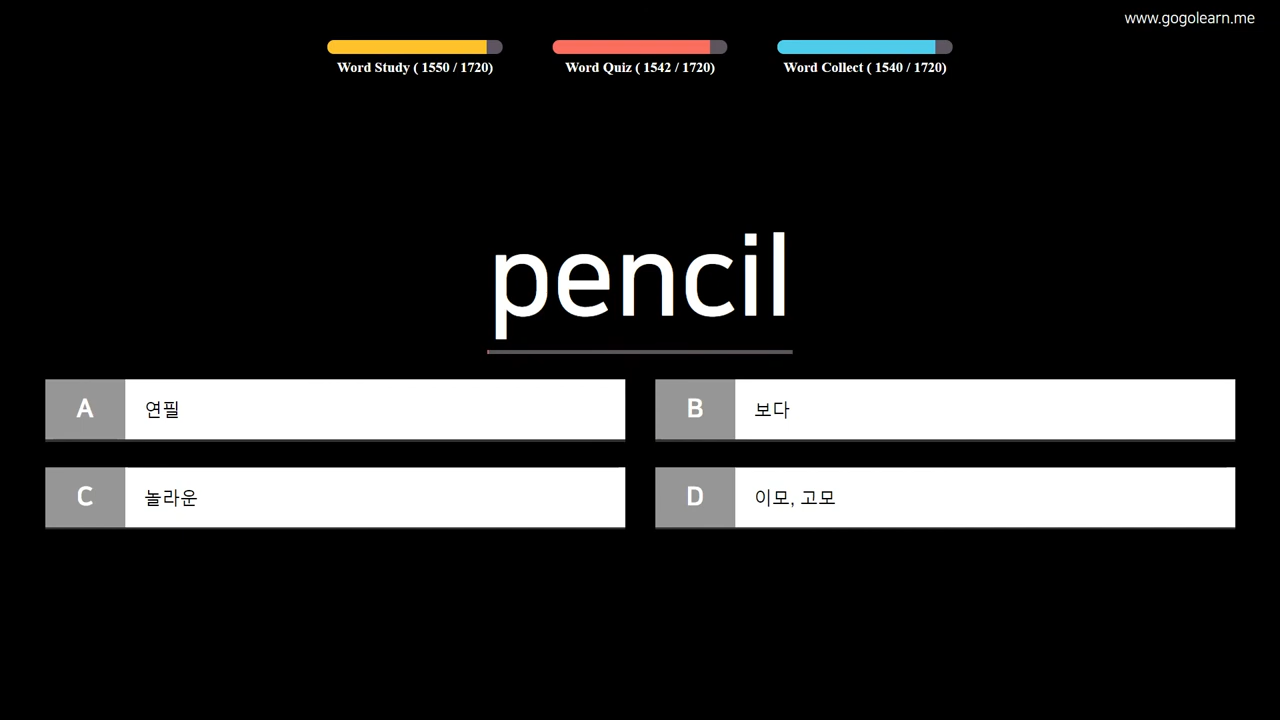 www.gogolearn.me
Word Study ( 1550 / 1720)
Word Quiz ( 1542 / 1720)
Word Collect ( 1540 / 1720)
pencil
A 연필
B 보다
C 놀라운
D 이모, 고모